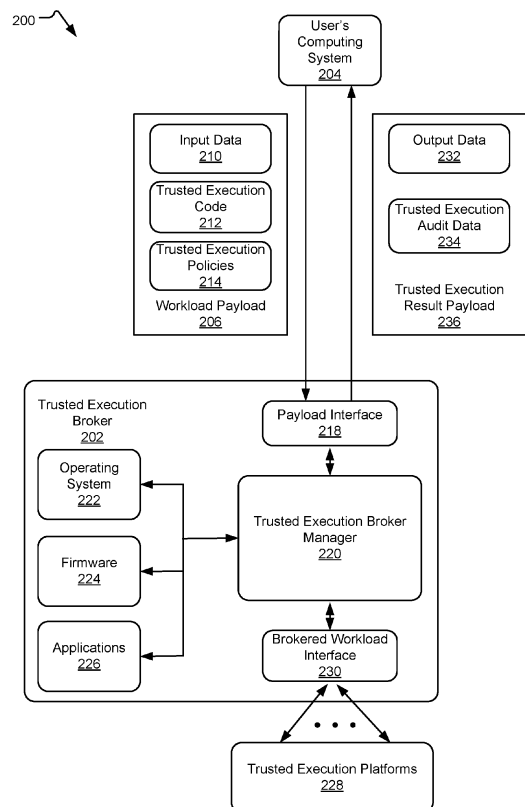 200
User's
Computing
System
204
Input Data
210
Trusted Execution
Code
212
Trusted Execution
Policies
214
Workload Payload
206
Output Data
232
Trusted Execution
Audit Data
234
Trusted Execution
Result Payload
236
Trusted Execution
Broker
202
Payload Interface
218
Operating
System
222
Firmware
224
Applications
226
Trusted Execution Broker
Manager
220
Brokered Workload
Interface
230
Trusted Execution Platforms
228